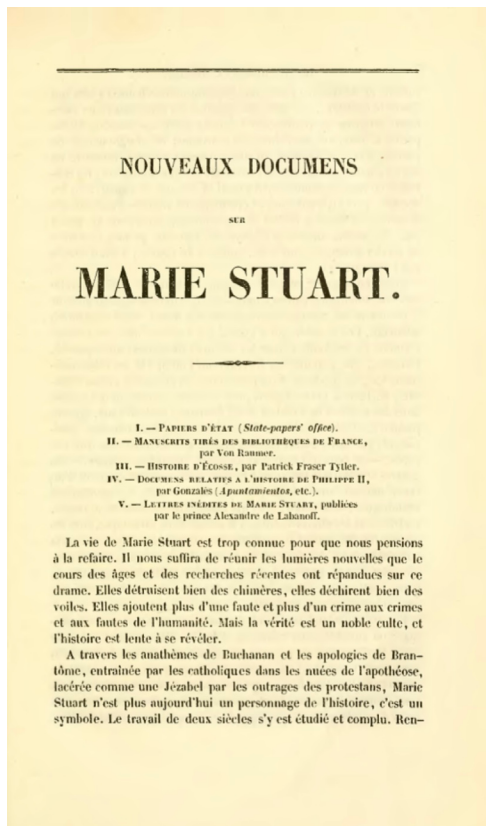 NOUVEAUX DOCUMENS
SUR
MARIE STUART.
I. — PAPIERS D'ÉTAT (State-papers' office).
II. — MANUSCRITS TIRÉS DES BIBLIOTHÈQUES DE FRANCE,
par Von Raumer.
III. — HISTOIRE D'ÉCOSSE, par Patrick Fraser Tytler.
IV. — DOCUMENS RELATIFS A L'HISTOIRE DE PHILIPPE II,
par Gonzalès (Apuntamientos, etc.).
V. — LETTRES INÉDITES DE MARIE STUART, publiées
par le prince Alexandre de Labanoff.
La vie de Marie Stuart est trop connue pour que nous pensions
à la refaire. Il nous suffira de réunir les lumières nouvelles que le
cours des âges et des recherches récentes ont répandues sur ce
drame. Elles détruisent bien des chimères, elles déchirent bien des
voiles. Elles ajoutent plus d'une faute et plus d'un crime aux crimes
et aux fautes de l'humanité. Mais la vérité est un noble culte, et
l'histoire est lente à se révéler.
A travers les anathèmes de Buchanan et les apologies de Bran-
tôme, entraînée par les catholiques dans les nuées de l'apothéose,
lacérée comme une Jézabel par les outrages des protestans, Marie
Stuart n'est plus aujourd'hui un personnage de l'histoire, c'est un
symbole. Le travail de deux siècles s'y est étudié et complu. Ren-